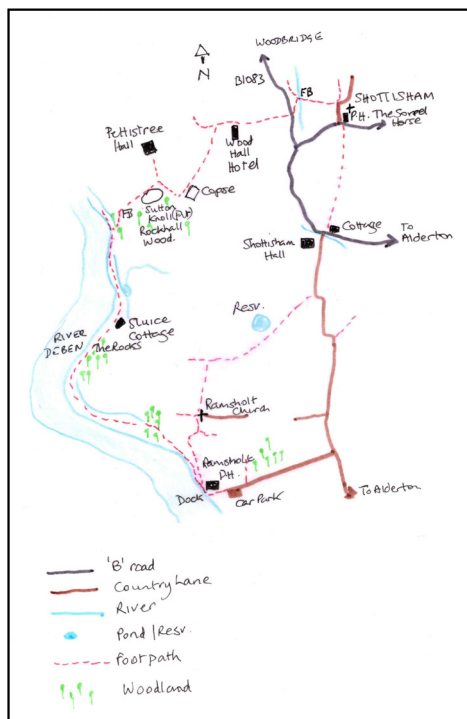 WOODBRIDGE
N
B1083
FB
SHOTTISHAM
P.H. The Sorrel
Horse
Pettistree
Hall
Wood
Hall
Hotel
Copse
Sutton
Knoll (Pit)
FB
Rockhall
Wood.
Cottage
To
Alderton
Shottisham
Hall
Resv.
Sluice
Cottage
RIVER
DEBEN
The Rocks
Ramsholt
Church
Ramsholt
P.H.
Dock
Car Park
To Alderton
'B' road
Country Lane
River
Pond / Resv.
Footpath
Woodland